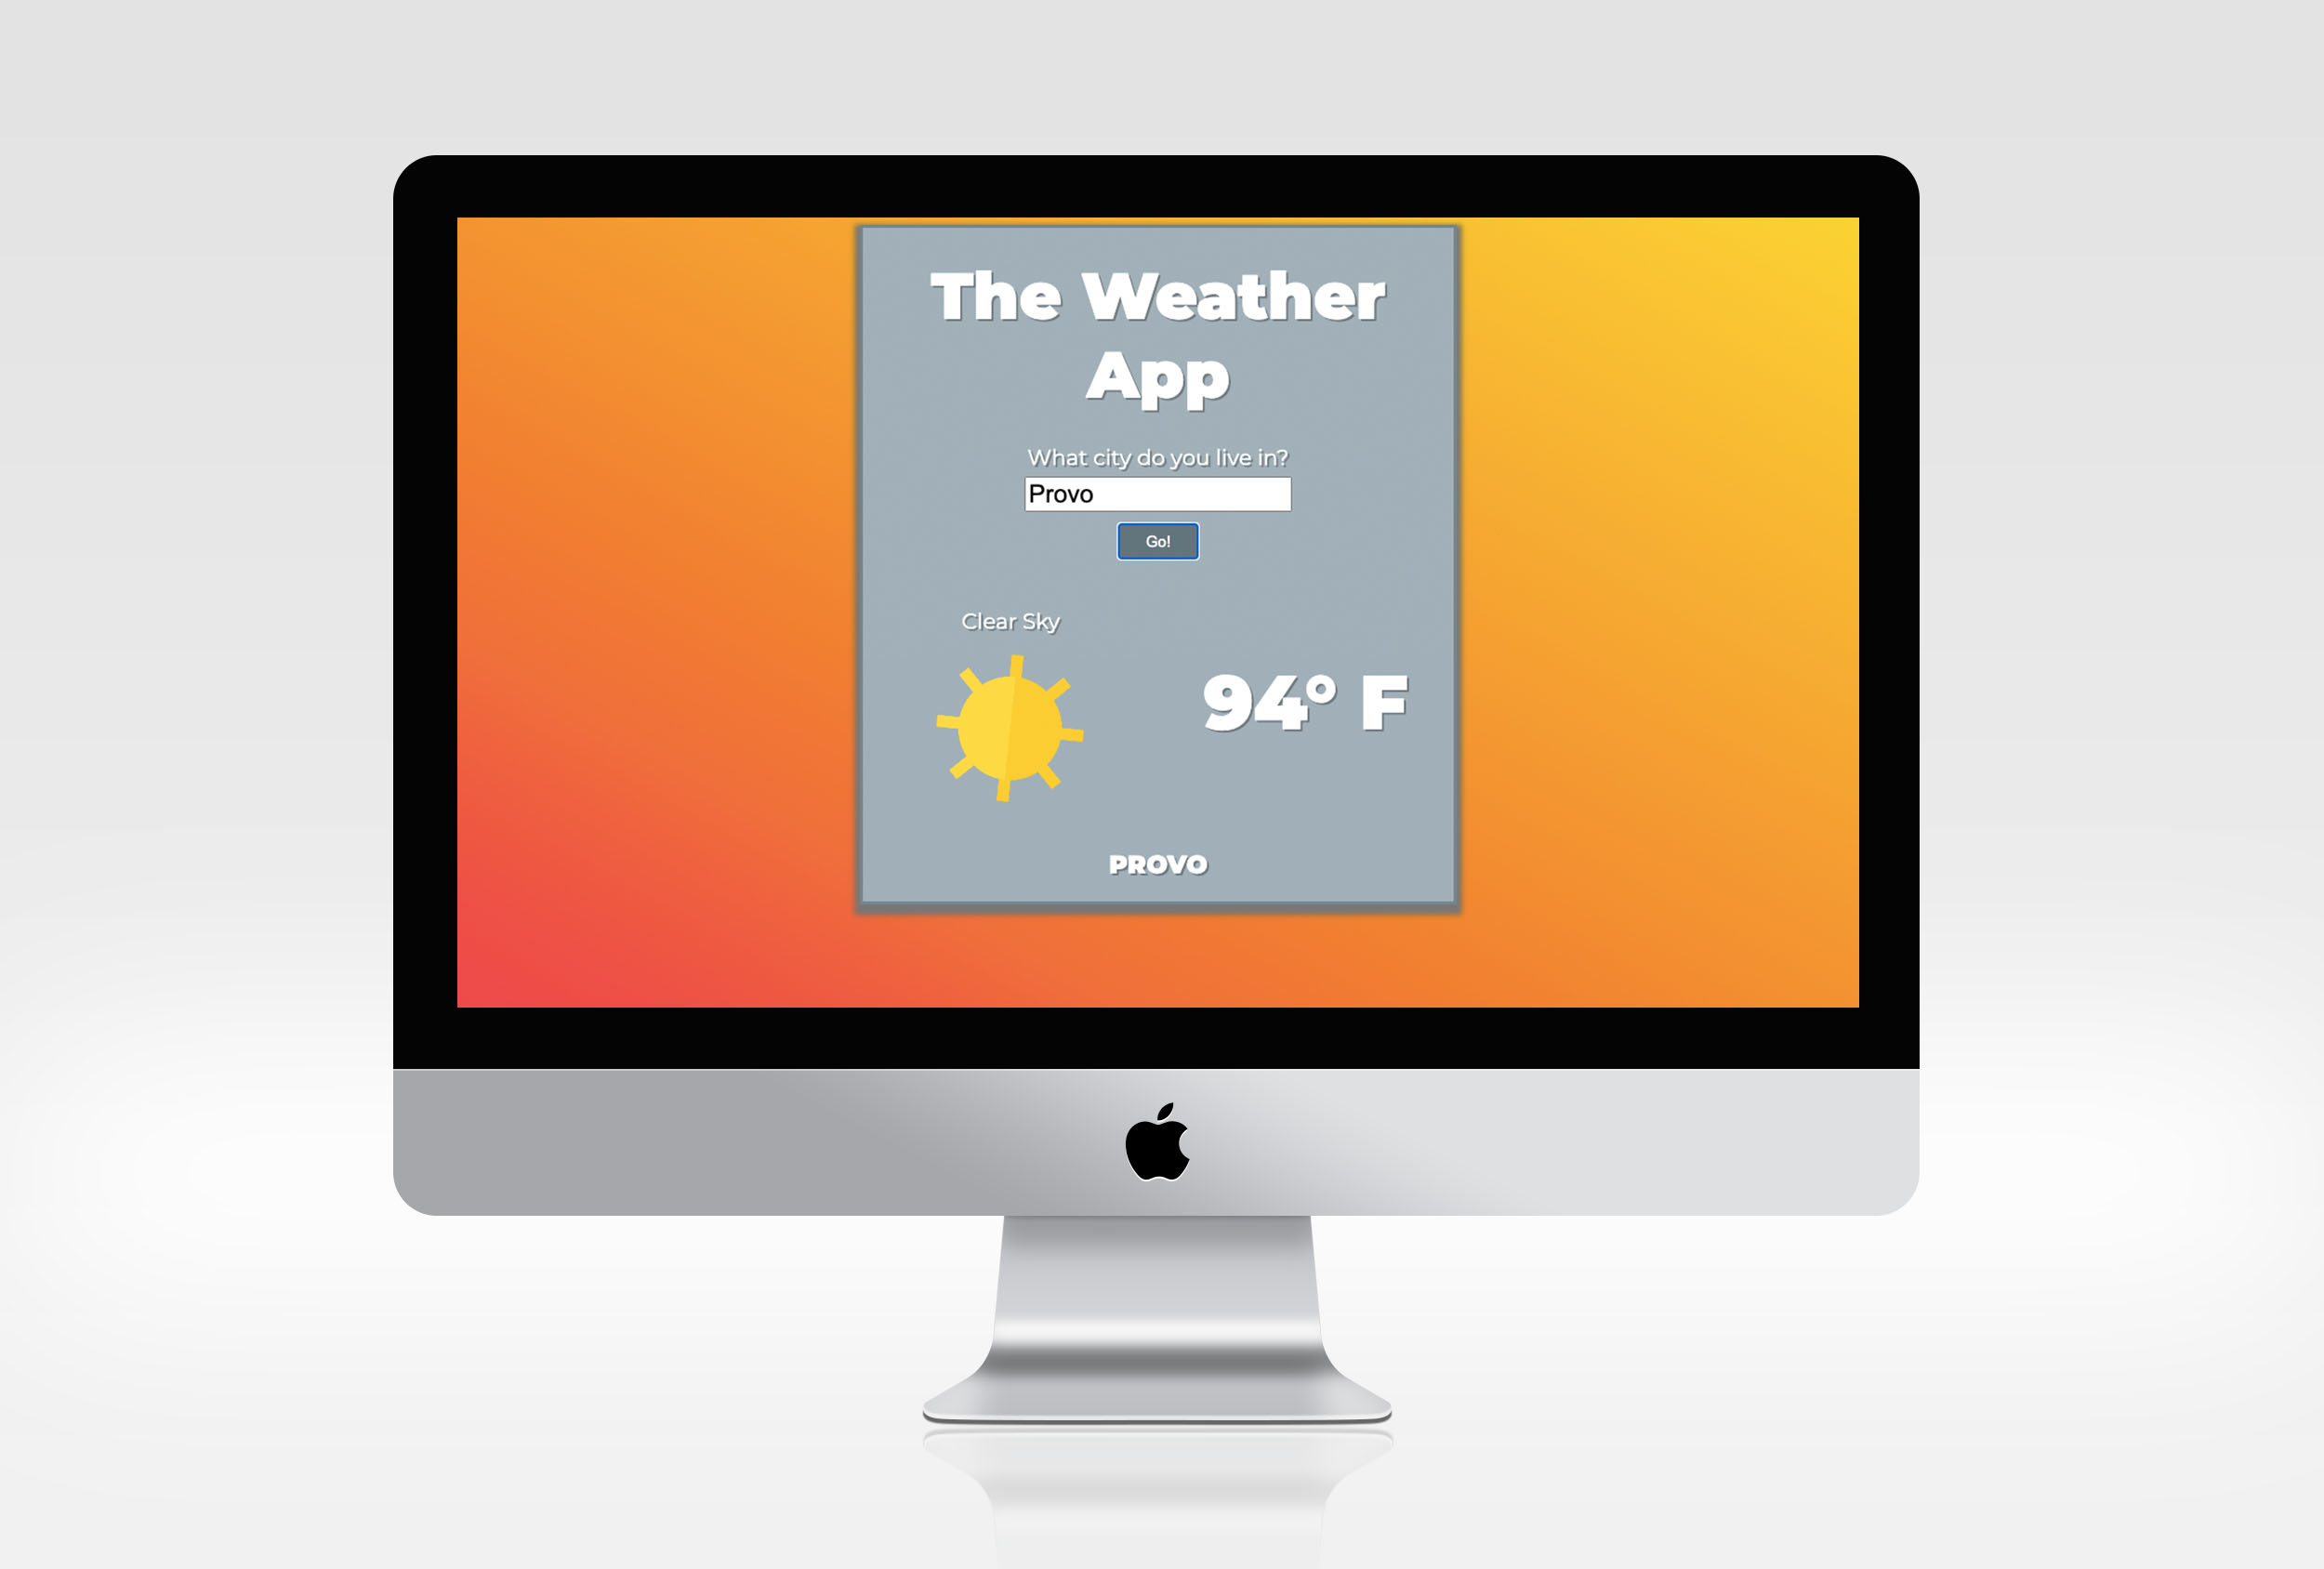 The Weather
App
What city do you live in?
Provo
Go!
Clear Sky
94° F
PROVO